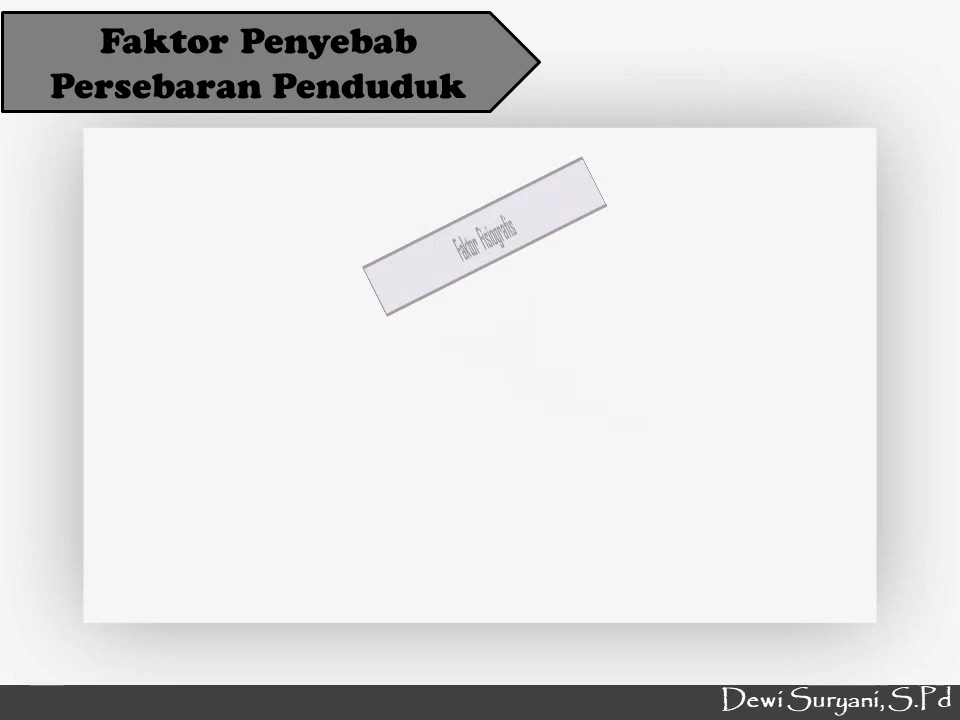 Faktor Penyebab
Persebaran Penduduk
Faktor Fisiografis
Dewi Suryani, S.Pd